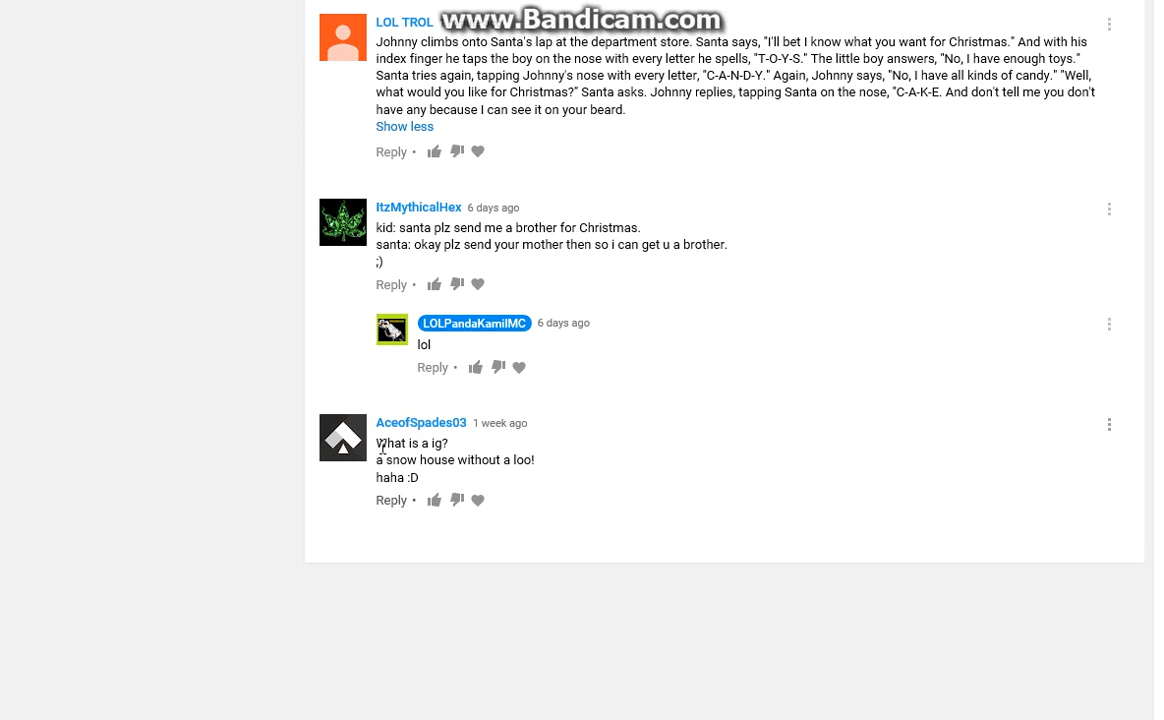 www.Bandicam.com
LOL TROL
Johnny climbs onto Santa's lap at the department store. Santa says, "I'll bet I know what you want for Christmas." And with his
index finger he taps the boy on the nose with every letter he spells, "T-O-Y-S." The little boy answers, "No, I have enough toys."
Santa tries again, tapping Johnny's nose with every letter, "C-A-N-D-Y." Again, Johnny says, "No, I have all kinds of candy." "Well,
what would you like for Christmas?" Santa asks. Johnny replies, tapping Santa on the nose, "C-A-K-E. And don't tell me you don't
have any because I can see it on your beard.
Show less
Reply •
ItzMythicalHex 6 days ago
kid: santa plz send me a brother for Christmas.
santa: okay plz send your mother then so i can get u a brother.
;)
Reply •
LOLPandaKamilMC 6 days ago
lol
Reply •
AceofSpades03 1 week ago
What is a ig?
a snow house without a loo!
haha :D
Reply •